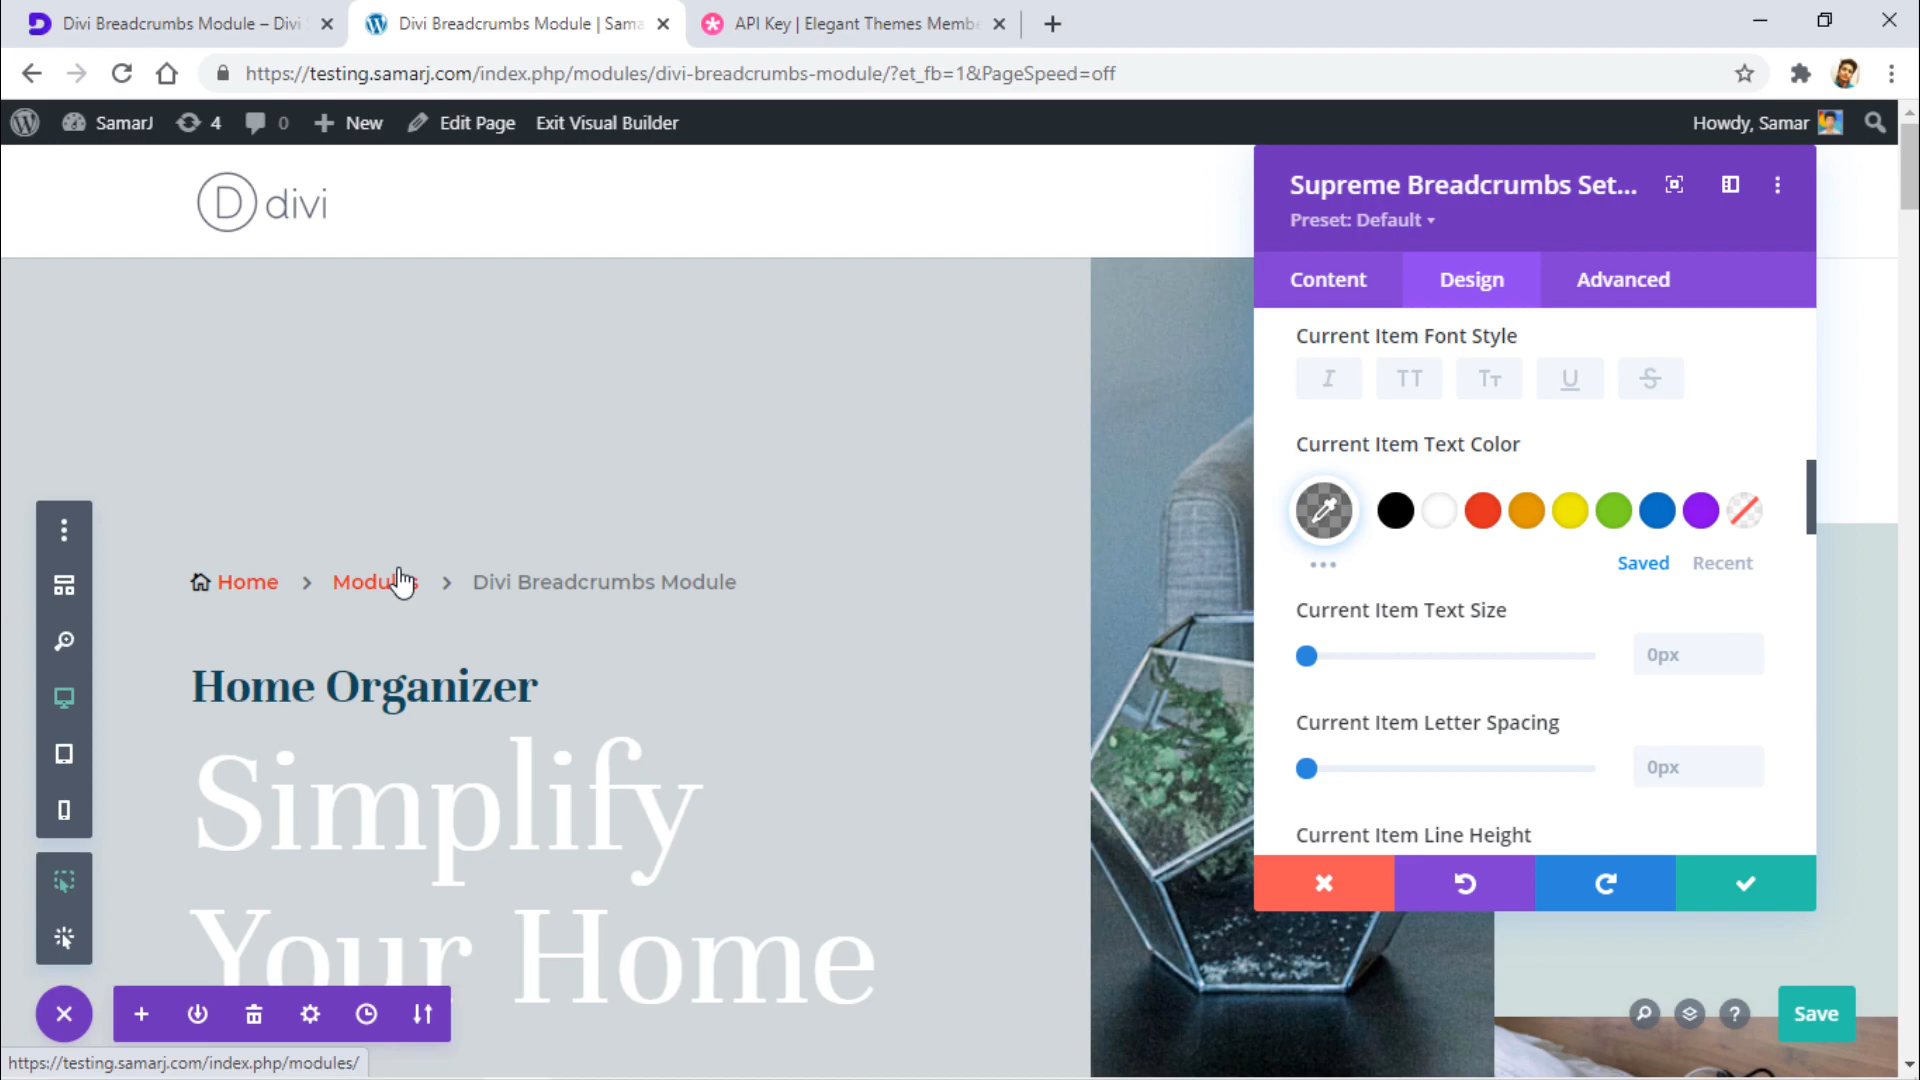 Divi Breadcrumbs Module – Divi
Divi Breadcrumbs Module | Sama
API Key | Elegant Themes Membe
https://testing.samarj.com/index.php/modules/divi-breadcrumbs-module/?et_fb=1&PageSpeed=off
SamarJ
4
0
New
Edit Page
Exit Visual Builder
Howdy, Samar
D divi
Supreme Breadcrumbs Set...
Preset: Default
Content
Design
Advanced
Current Item Font Style
I
TT
Tт
U
S
Current Item Text Color
Saved
Recent
Current Item Text Size
0px
Current Item Letter Spacing
0px
Current Item Line Height
Home
Modules
Divi Breadcrumbs Module
Home Organizer
Simplify
Your Home
?
Save
https://testing.samarj.com/index.php/modules/